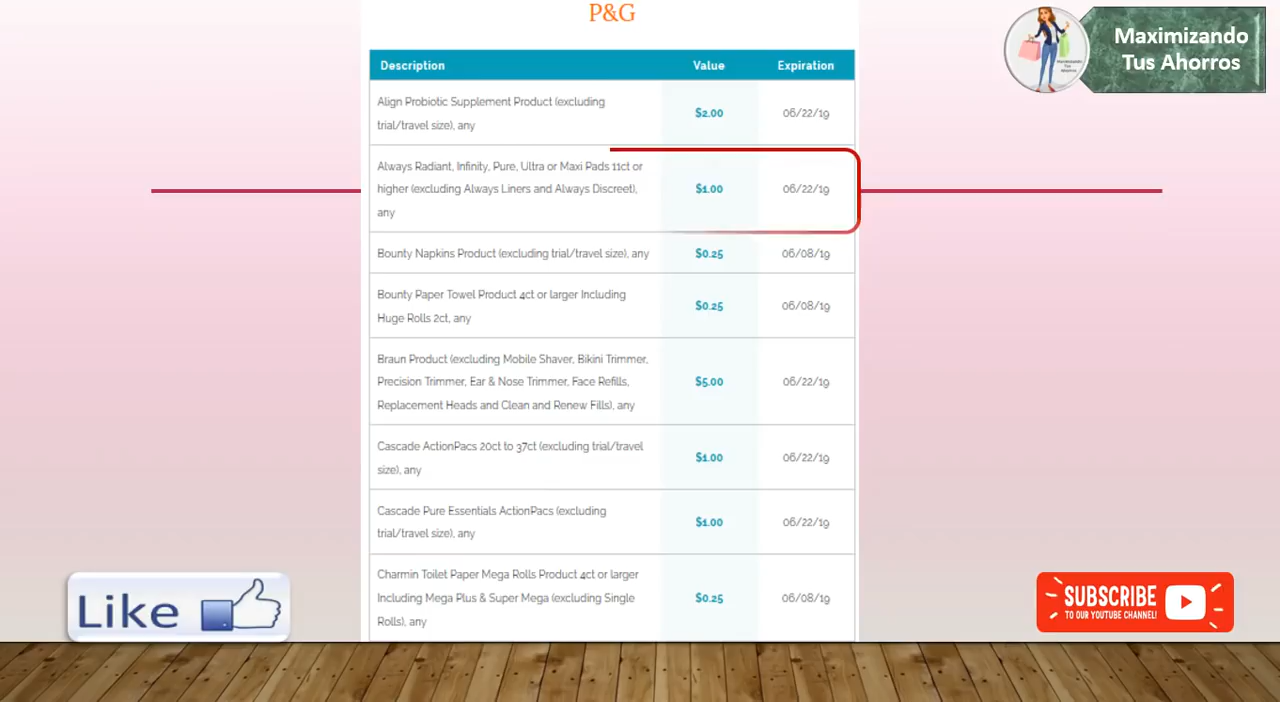 P&G
Maximizando
Tus Ahorros
Description Value Expiration
Align Probiotic Supplement Product (excluding
trial/travel size), any
$2.00 06/22/19
Always Radiant, Infinity, Pure, Ultra or Maxi Pads 11ct or
higher (excluding Always Liners and Always Discreet),
any
$1.00 06/22/19
Bounty Napkins Product (excluding trial/travel size), any $0.25 06/08/19
Bounty Paper Towel Product 4ct or larger Including
Huge Rolls 2ct, any
$0.25 06/08/19
Braun Product (excluding Mobile Shaver, Bikini Trimmer,
Precision Trimmer, Ear & Nose Trimmer, Face Refills,
Replacement Heads and Clean and Renew Fills), any
$5.00 06/22/19
Cascade ActionPacs 20ct to 37ct (excluding trial/travel
size), any
$1.00 06/22/19
Cascade Pure Essentials ActionPacs (excluding
trial/travel size), any
$1.00 06/22/19
Charmin Toilet Paper Mega Rolls Product 4ct or larger
Including Mega Plus & Super Mega (excluding Single
Rolls), any
$0.25 06/08/19
Like
SUBSCRIBE
TO OUR YOUTUBE CHANNEL!